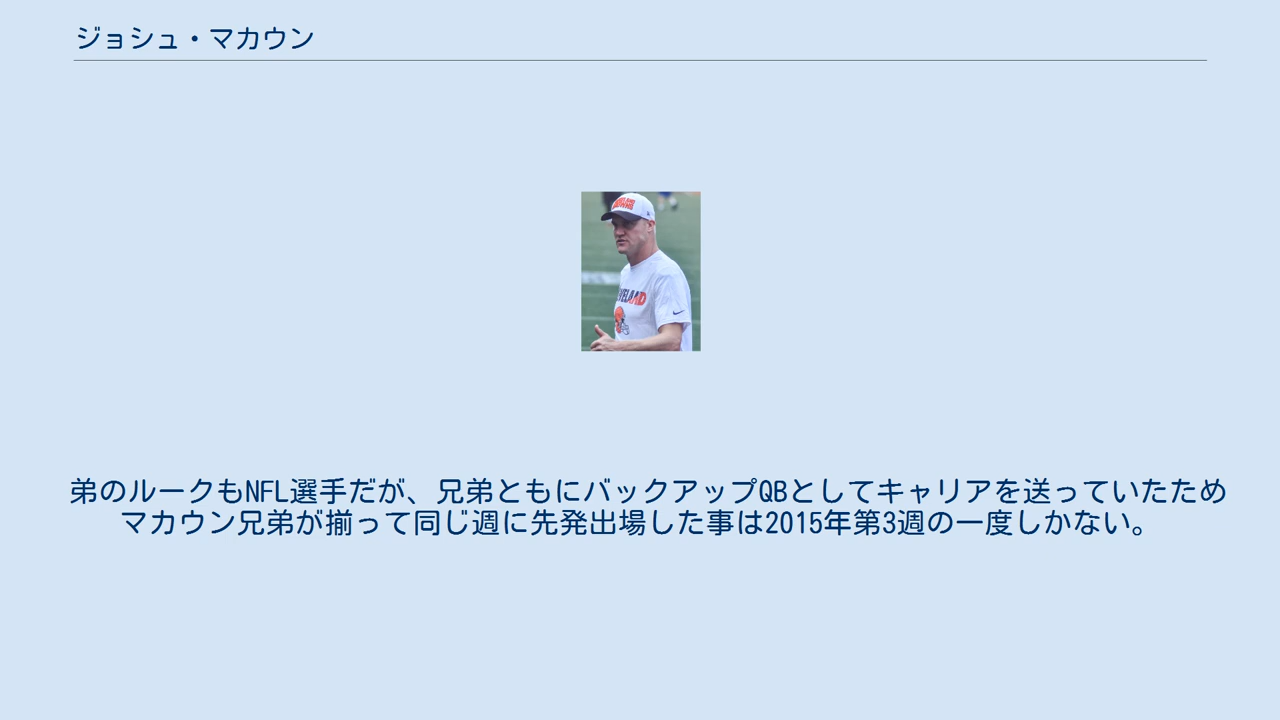 ジョシュ・マカウン
弟のルークもNFL選手だが、兄弟ともにバックアップQBとしてキャリアを送っていたため
マカウン兄弟が揃って同じ週に先発出場した事は2015年第3週の一度しかない。